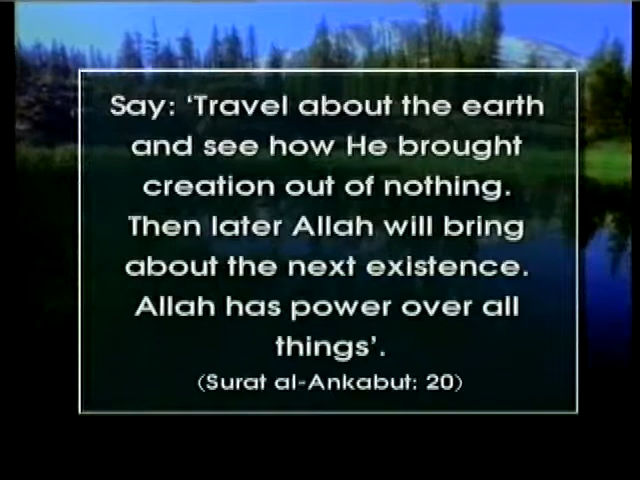 Say: ‘Travel about the earth
and see how He brought
creation out of nothing.
Then later Allah will bring
about the next existence.
Allah has power over all
things’.
(Surat al-Ankabut: 20)